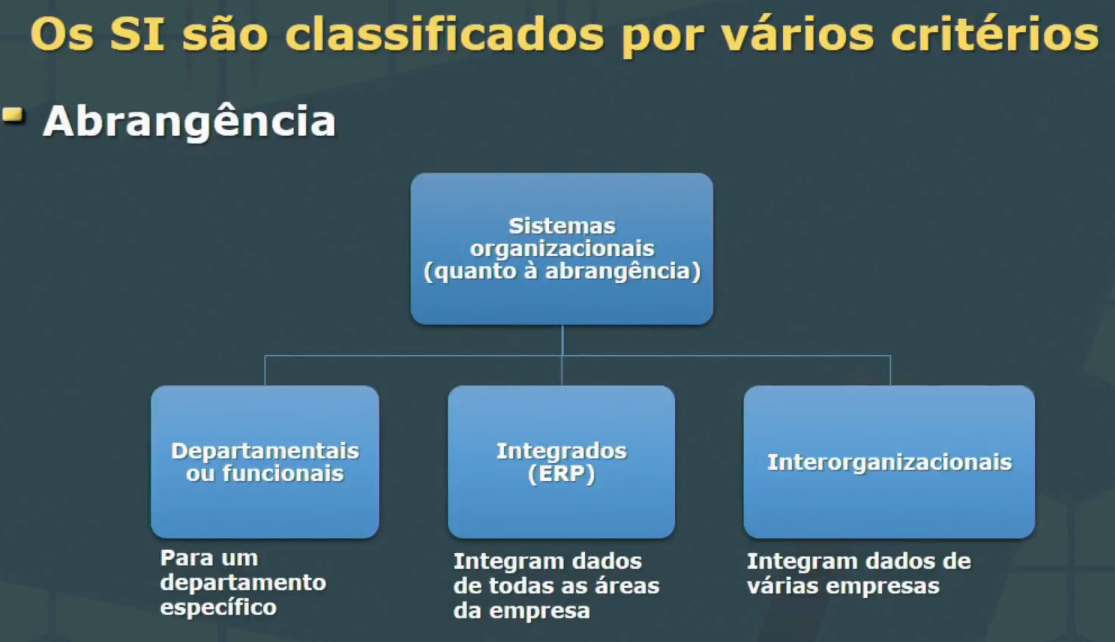 Os SI são classificados por vários critérios
Abrangência
Sistemas
organizacionais
(quanto à abrangência)
Departamentais
ou funcionais
Integrados
(ERP)
Interorganizacionais
Para um
departamento
específico
Integram dados
de todas as áreas
da empresa
Integram dados de
várias empresas